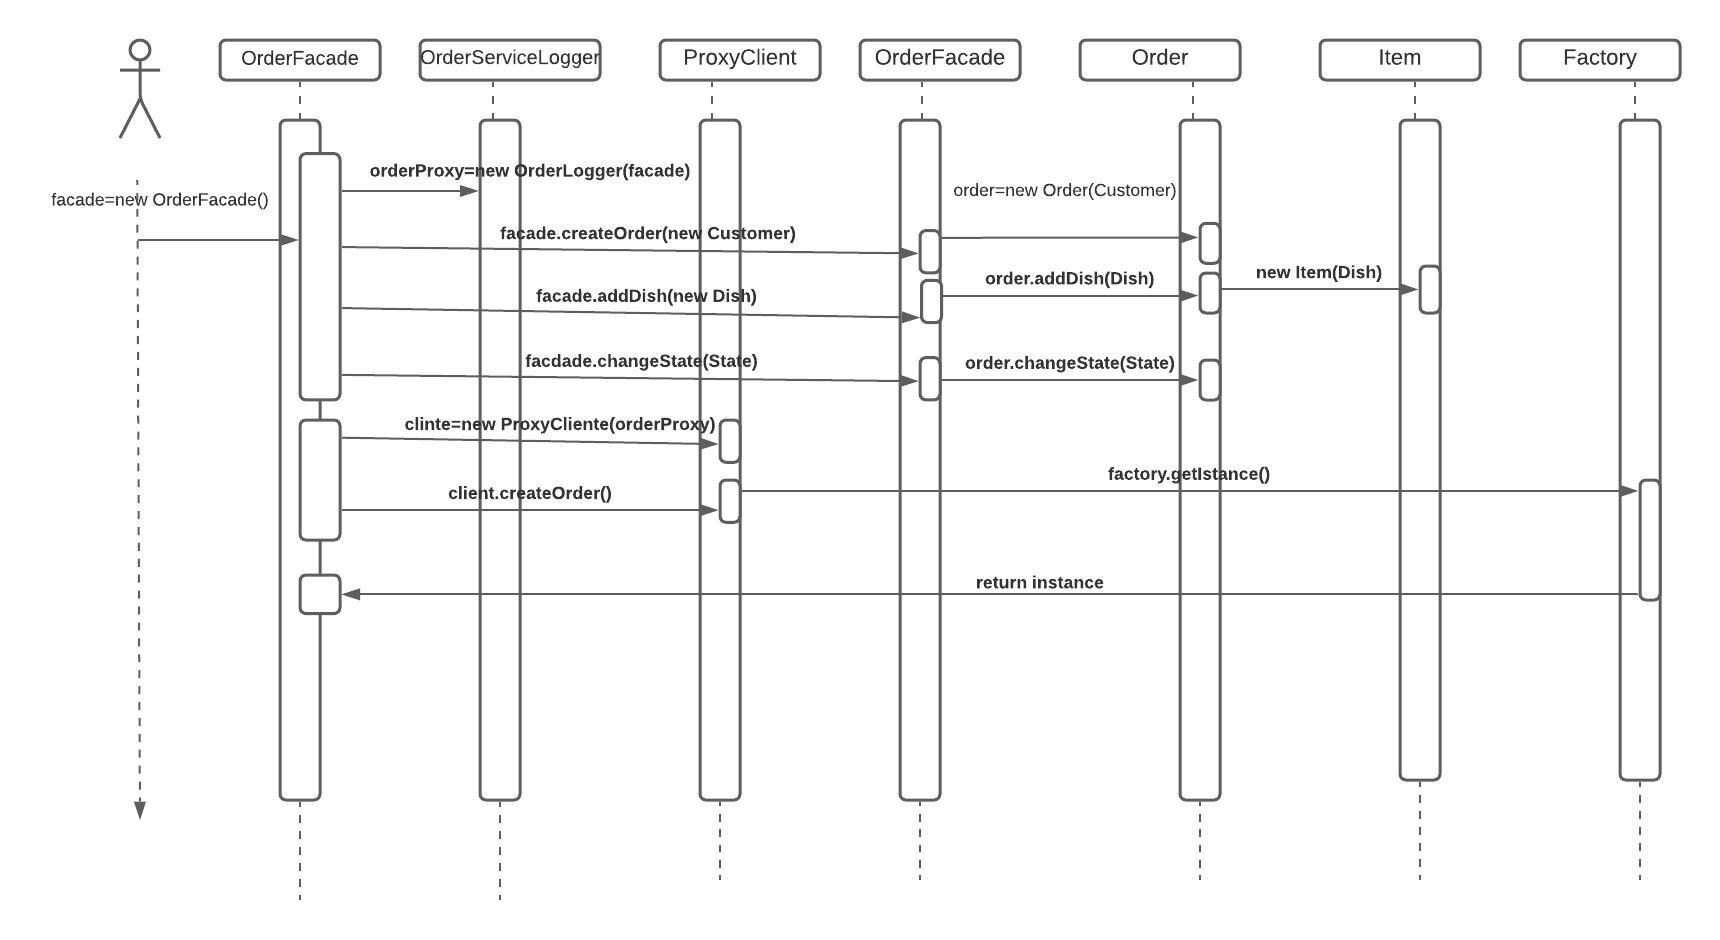 OrderFacade
OrderServiceLogger
ProxyClient
OrderFacade
Order
Item
Factory
orderProxy=new OrderLogger(facade)
order=new Order(Customer)
facade=new OrderFacade()
facade.createOrder(new Customer)
new Item(Dish)
order.addDish(Dish)
facade.addDish(new Dish)
facdade.changeState(State)
order.changeState(State)
clinte=new ProxyCliente(orderProxy)
factory.getIstance()
client.createOrder()
return instance